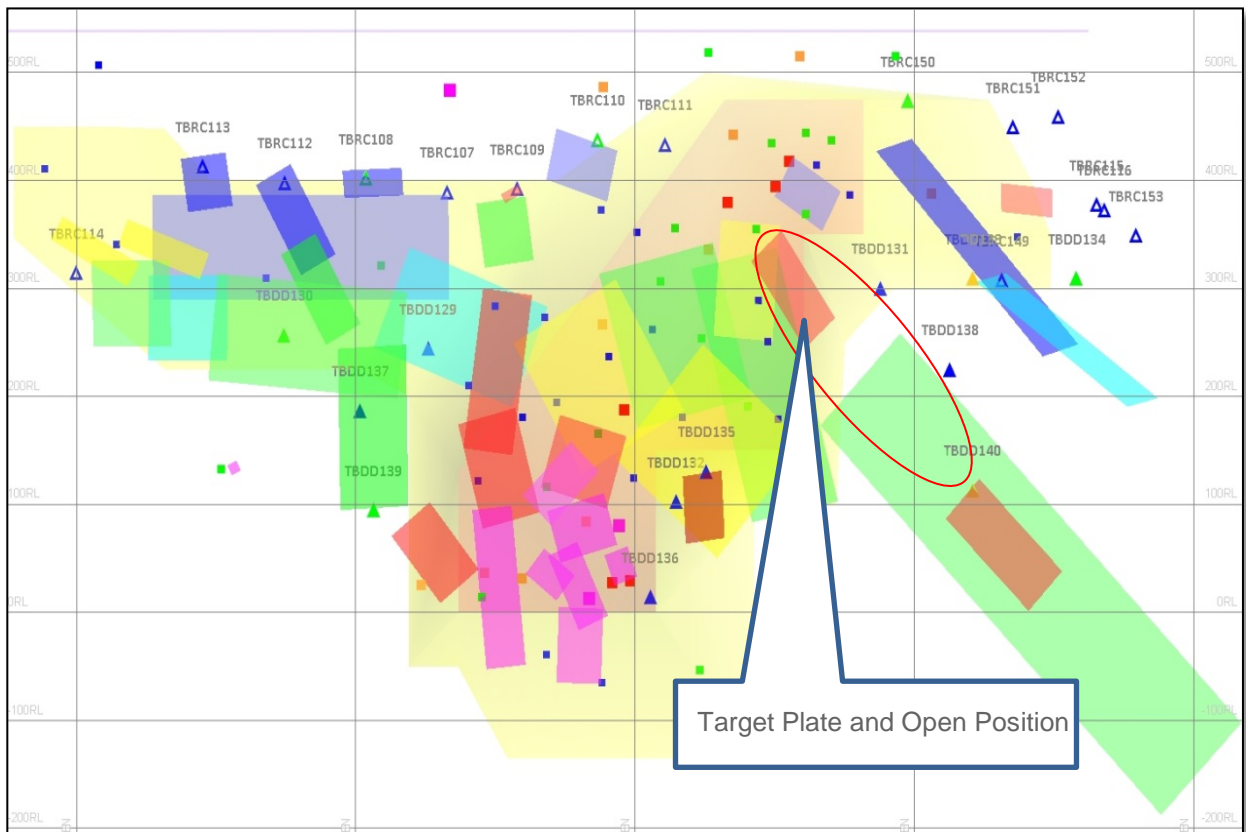 500RL
500RL
TBRC150
TBRC152
TBRC151
TBRC110
TBRC111
TBRC113
TBRC112
TBRC108
TBRC107
TBRC109
400RL
400RL
TBRC116
TBRC153
TBRC114
TBDD131
TBDD134
300RL
300RL
TBDD130
TBDD129
TBDD138
TBDD137
200RL
200RL
TBDD135
TBDD139
TBDD132
TBDD140
100RL
100RL
TBDD136
0RL
0RL
Target Plate and Open Position
-100RL
-100RL
-200RL
-200RL